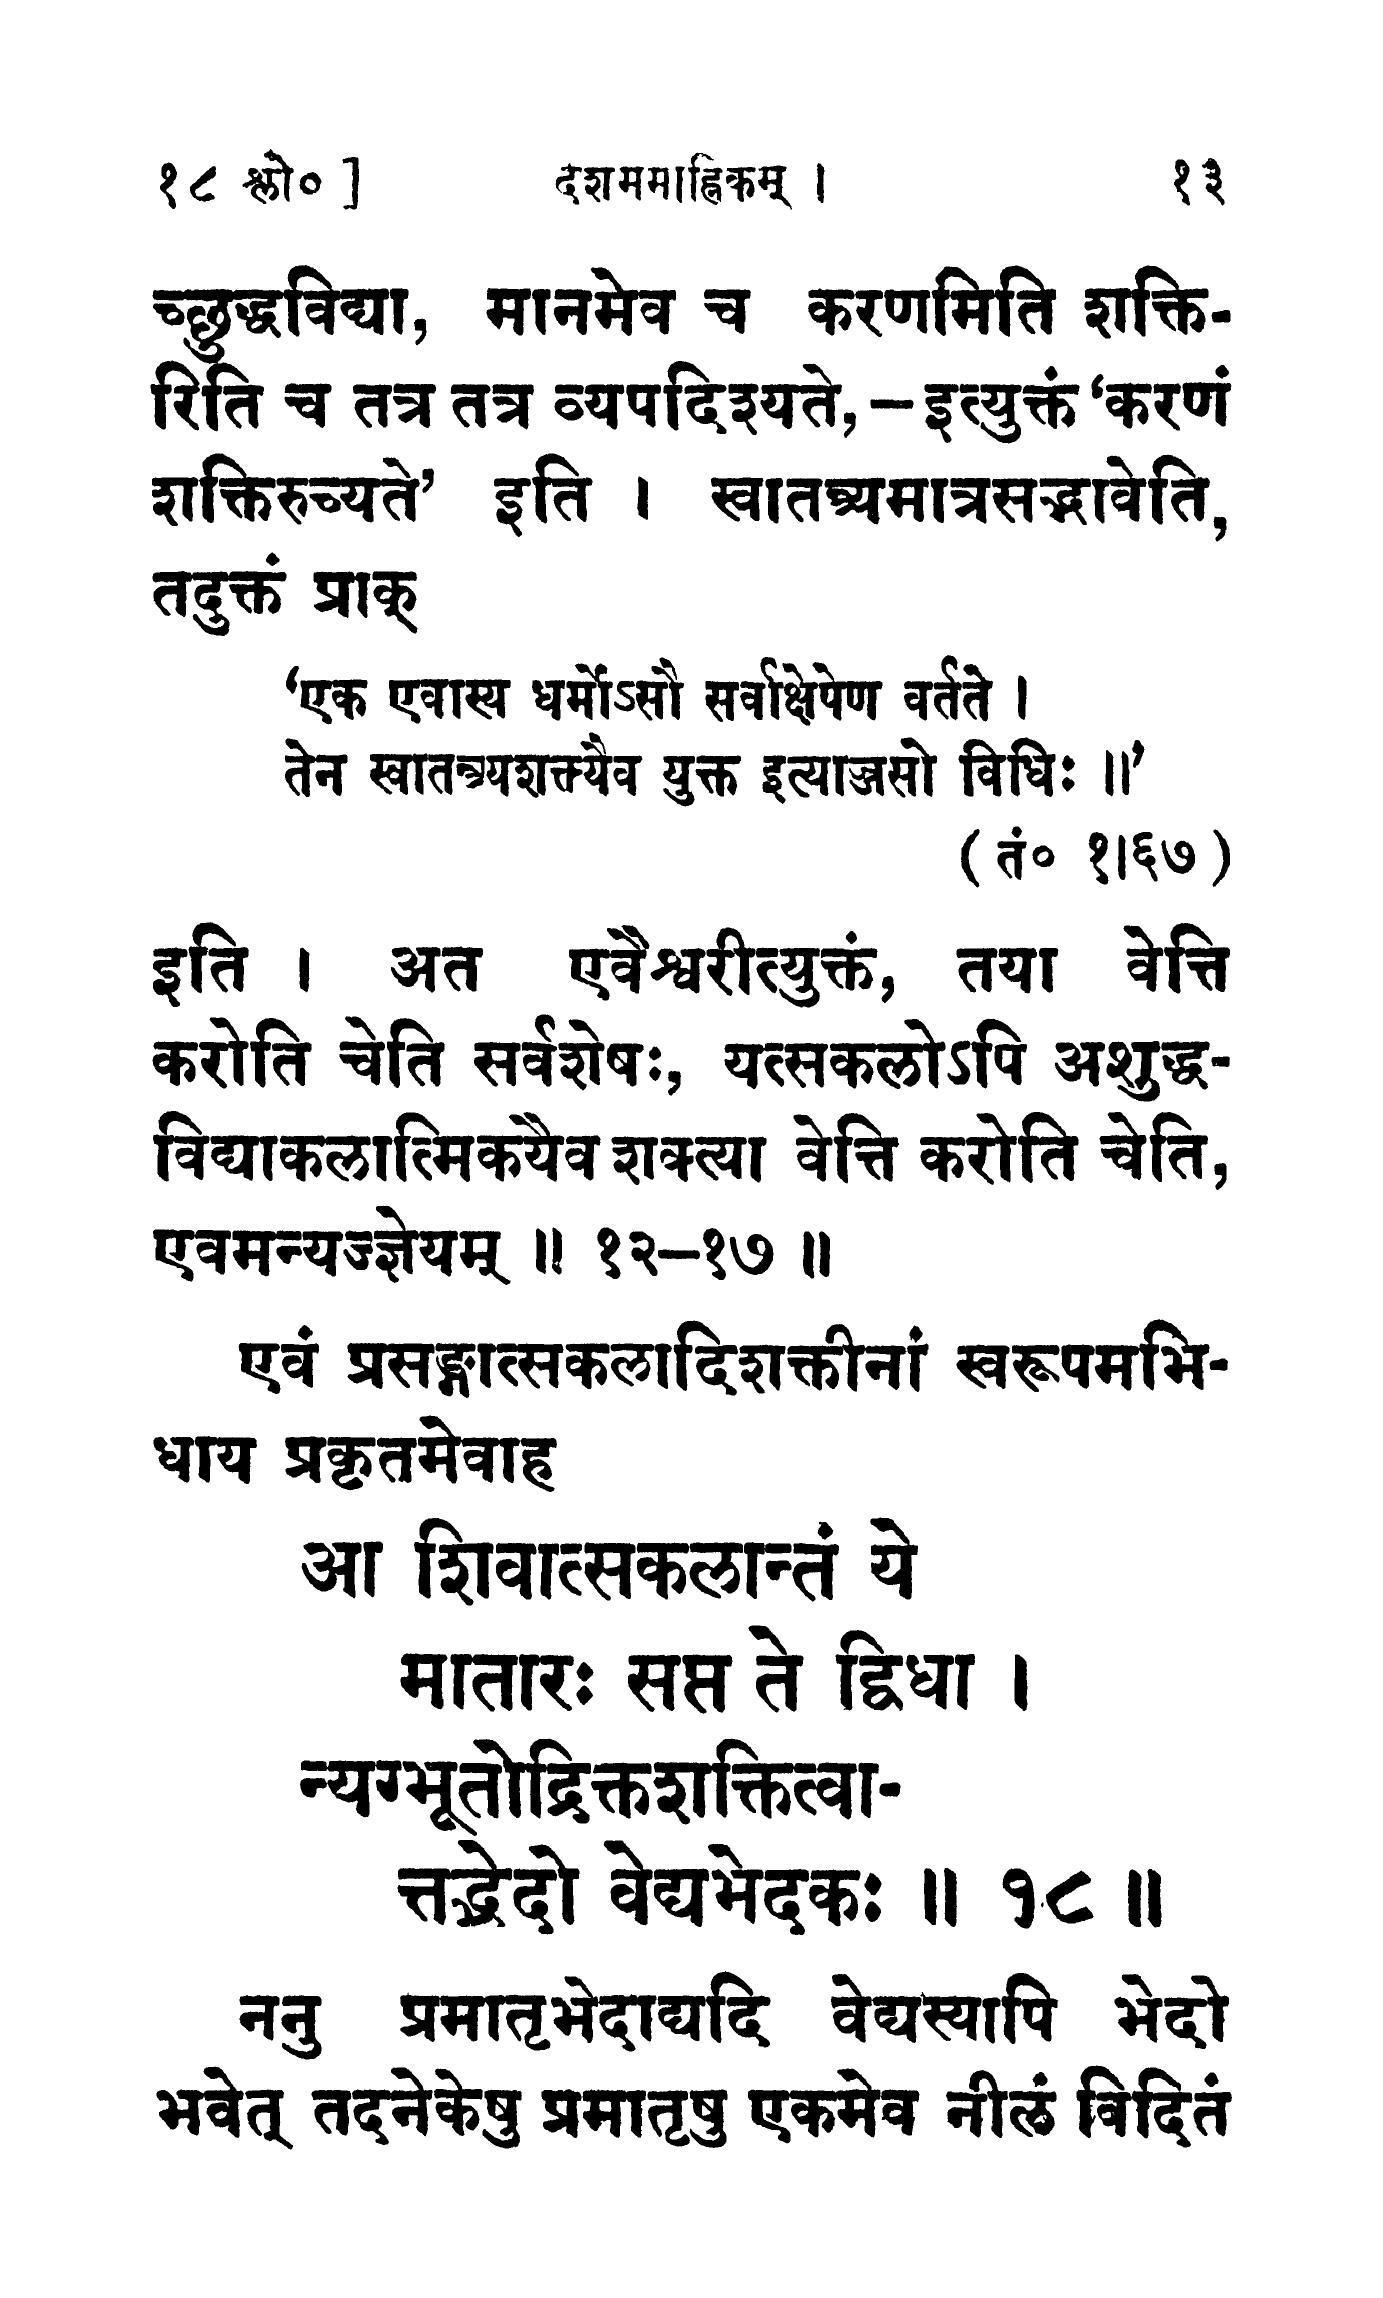 १८ श्लो० ] दशममाह्निकम् । १३
च्छुद्धविद्या, मानमेव च करणमिति शक्ति-
रिति च तत्र तत्र व्यपदिश्यते,–इत्युक्तं ‘करणं
शक्तिरुच्यते’ इति । स्वातन्त्र्यमात्रसद्भावेति,
तदुक्तं प्राक्
‘एक एवास्य धर्मोऽसौ सर्वाक्षेपेण वर्तते ।
तेन स्वातन्त्र्यशक्त्यैव युक्त इत्याञ्जसो विधिः ॥’
( तं० १।६७ )
इति । अत एवैश्वरीत्युक्तं, तया वेत्ति
करोति चेति सर्वशेषः, यत्सकलोऽपि अशुद्ध-
विद्याकलात्मिकयैव शक्त्या वेत्ति करोति चेति,
एवमन्यज्ज्ञेयम् ॥ १२–१७ ॥
एवं प्रसङ्गात्सकलादिशक्तीनां स्वरूपमभि-
धाय प्रकृतमेवाह
आ शिवात्सकलान्तं ये
मातारः सप्त ते द्विधा ।
न्यग्भूतोद्रिक्तशक्तित्वा-
त्तद्भेदो वेद्यभेदकः ॥ १८ ॥
ननु प्रमातृभेदाद्यदि वेद्यस्यापि भेदो
भवेत् तदनेकेषु प्रमातृषु एकमेव नीलं विदितं